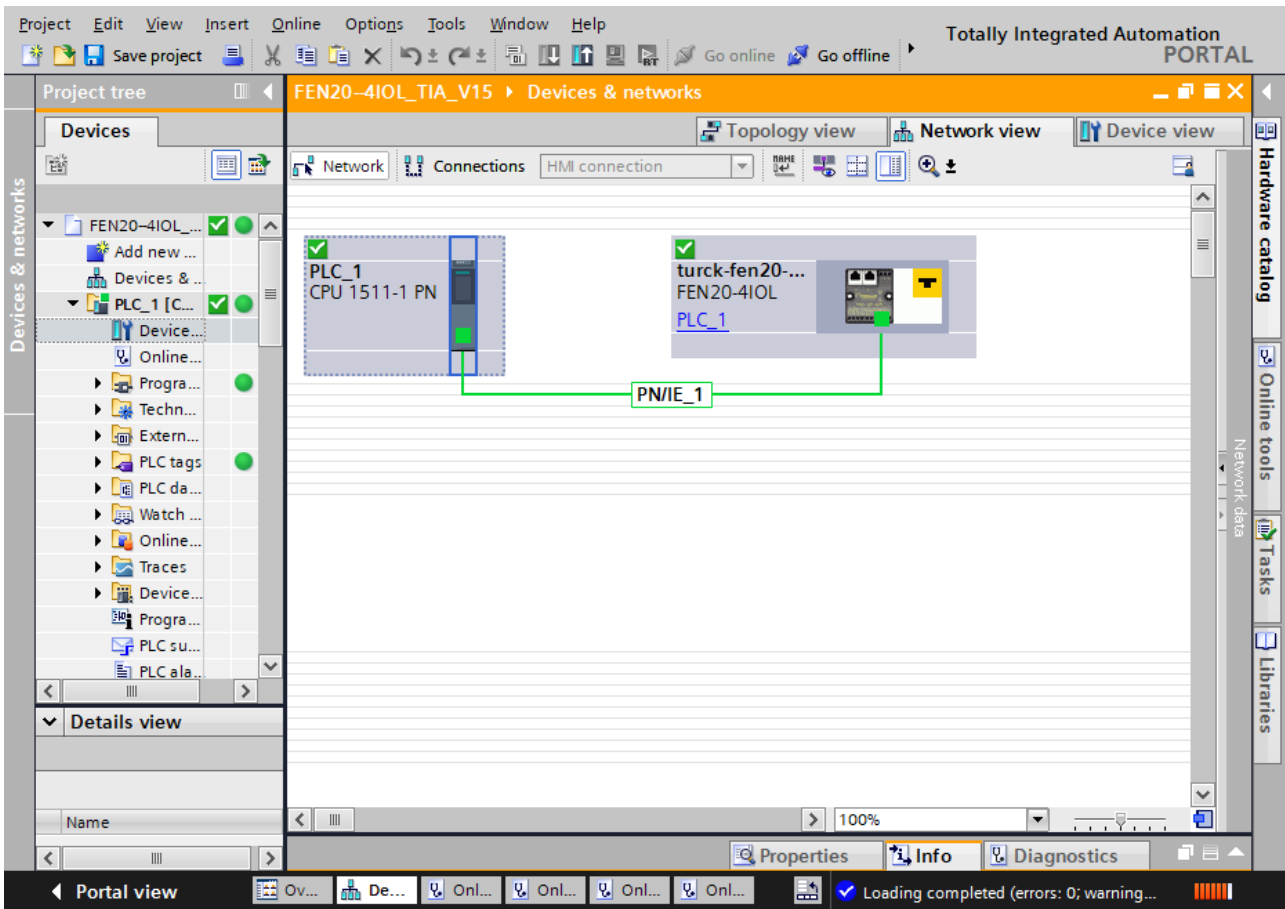 Project Edit View Insert Online Options Tools Window Help
Totally Integrated Automation
PORTAL
Save project
Go online
Go offline
Project tree
FEN20--4IOL_TIA_V15
Devices & networks
Devices
Topology view
Network view
Device view
Network
Connections
HMI connection
Devices & networks
FEN20--4IOL_...
Add new ...
Devices & ..
PLC_1 [C...
Device...
Online...
Progra...
Techn...
Extern...
PLC tags
PLC da...
Watch ...
Online...
Traces
Device...
Progra...
PLC su...
PLC ala..
PLC_1
CPU 1511-1 PN
turck-fen20-...
FEN20-4IOL
PLC_1
PN/IE_1
Network data
Hardware catalog
Online tools
Tasks
Libraries
Details view
Name
100%
Properties
Info
Diagnostics
Portal view
Ov...
De...
Onl...
Onl...
Onl...
Onl...
Loading completed (errors: 0; warning...